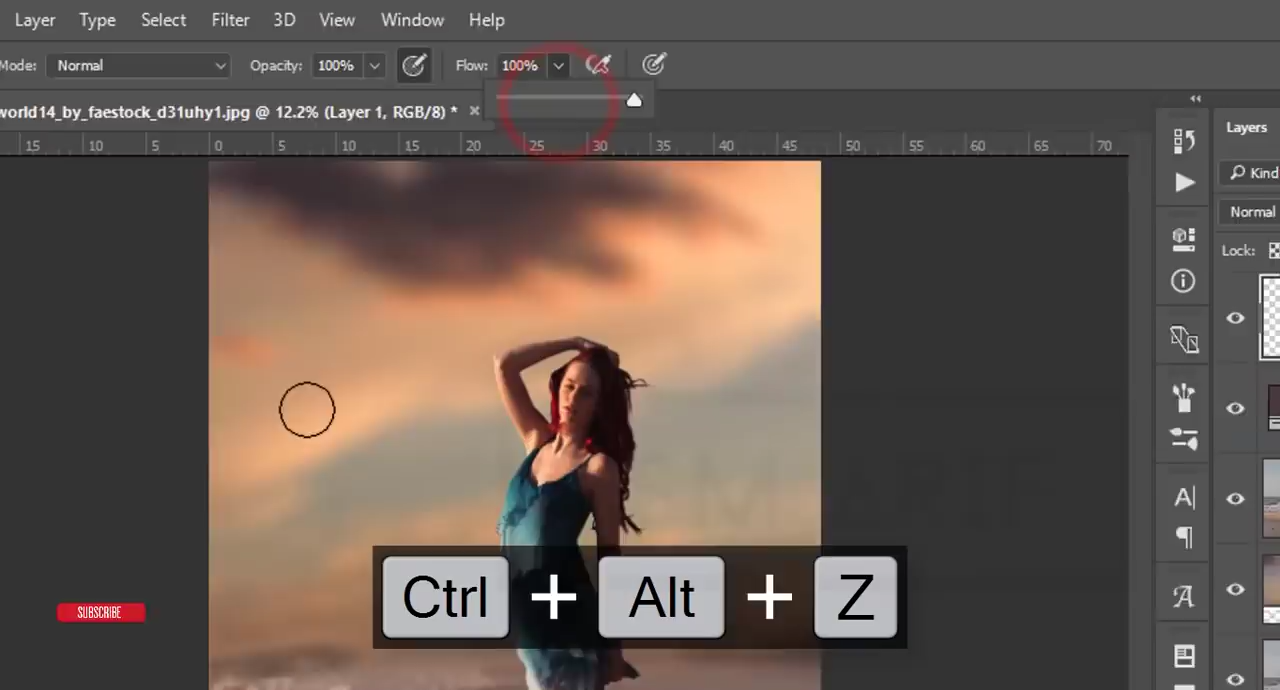 Layer Type Select Filter 3D View Window Help
Mode: Normal Opacity: 100% Flow: 100%
world14_by_faestock_d31uhy1.jpg @ 12.2% (Layer 1, RGB/8) * ×
15 10 5 0 5 10 15 20 25 30 35 40 45 50 55 60 65 70
Layers
Kind
Normal
Lock:
SUBSCRIBE
Ctrl + Alt + Z